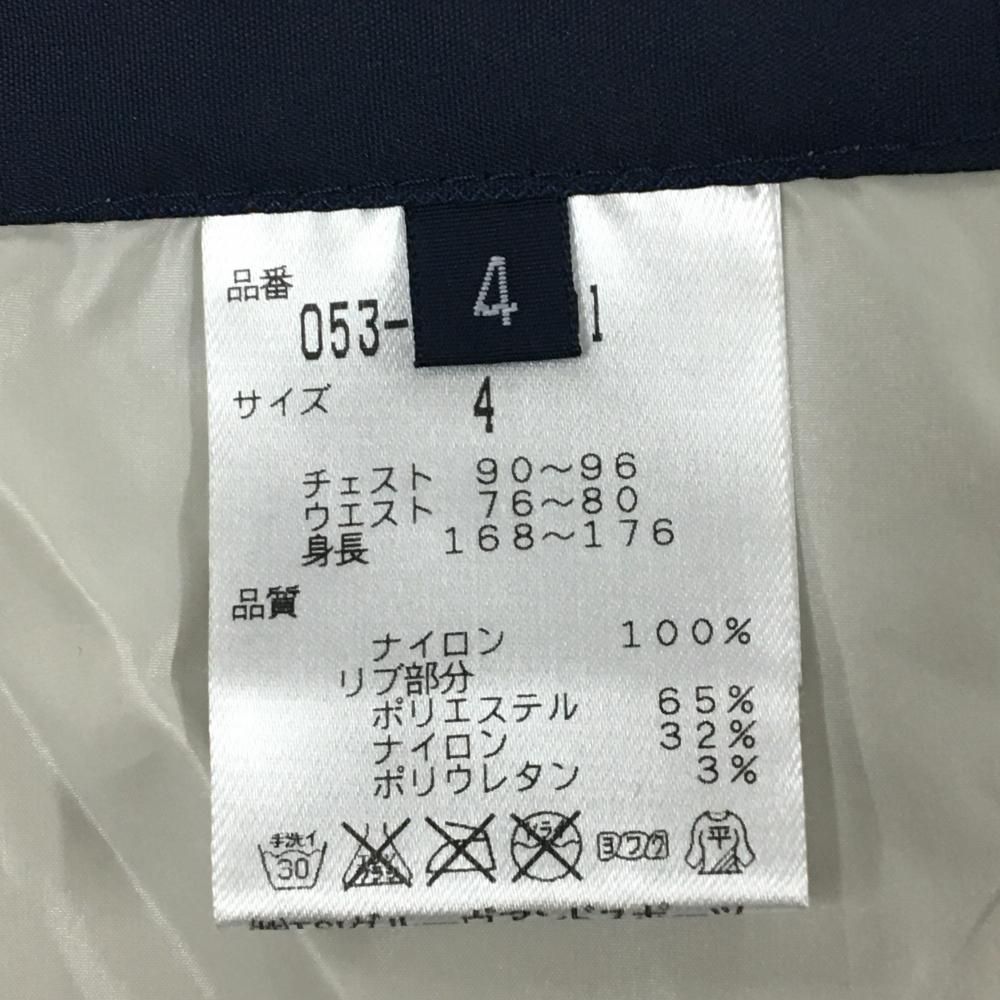 4
品番
053- 1
サイズ 4
チェスト 90～96
ウエスト 76～80
身長 168～176
品質
ナイロン 100%
リブ部分
ポリエステル 65%
ナイロン 32%
ポリウレタン 3%
手洗イ 30 ドライ ヨワク 平